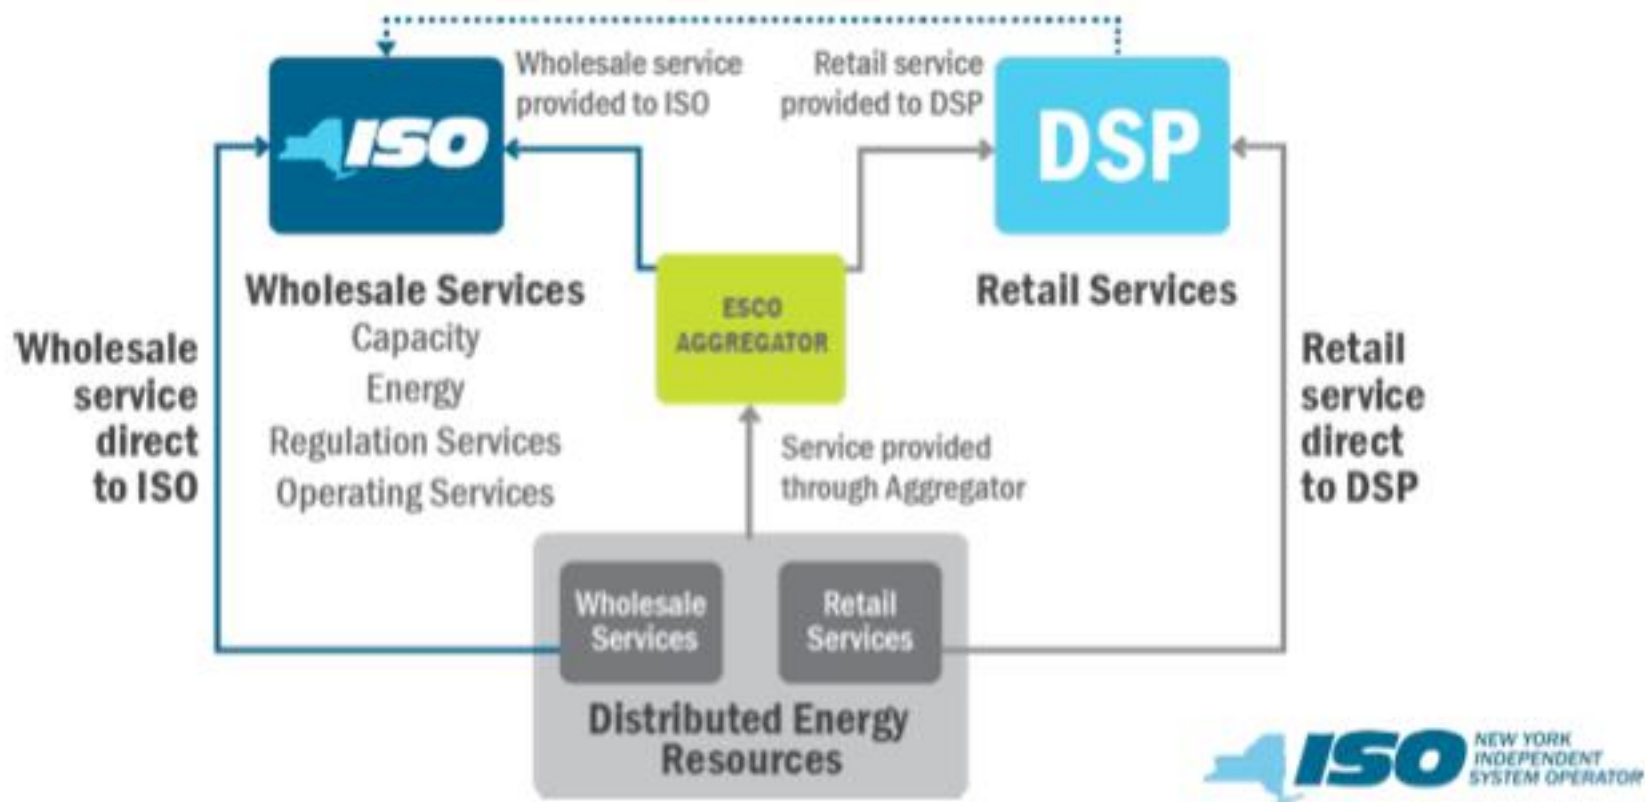 Wholesale service
provided to ISO
Retail service
provided to DSP
ISO
DSP
Wholesale Services
Capacity
Energy
Regulation Services
Operating Services
ESCO
AGGREGATOR
Retail Services
Wholesale
service
direct
to ISO
Retail
service
direct
to DSP
Service provided
through Aggregator
Wholesale
Services
Retail
Services
Distributed Energy
Resources
ISO
NEW YORK
INDEPENDENT
SYSTEM OPERATOR